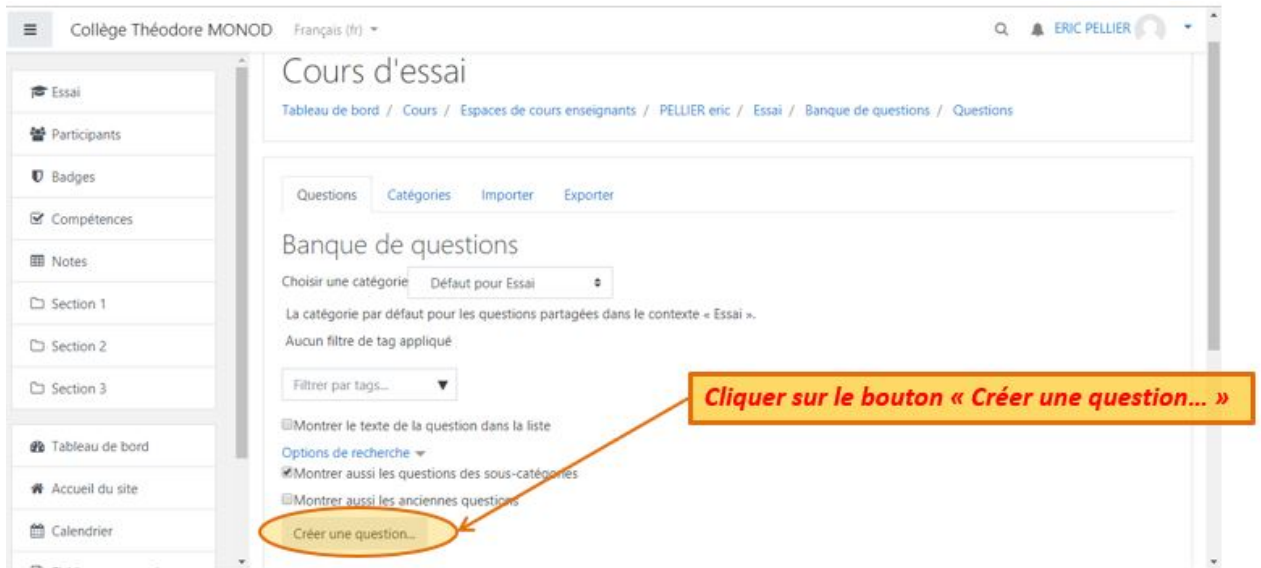 Collège Théodore MONOD Français (fr)
ERIC PELLIER
Essai
Participants
Badges
Compétences
Notes
Section 1
Section 2
Section 3
Tableau de bord
Accueil du site
Calendrier
Cours d'essai
Tableau de bord / Cours / Espaces de cours enseignants / PELLIER eric / Essai / Banque de questions / Questions
Questions Catégories Importer Exporter
Banque de questions
Choisir une catégorie Défaut pour Essai
La catégorie par défaut pour les questions partagées dans le contexte « Essai ».
Aucun filtre de tag appliqué
Filtrer par tags...
Cliquer sur le bouton « Créer une question... »
Montrer le texte de la question dans la liste
Options de recherche
Montrer aussi les questions des sous-catégories
Montrer aussi les anciennes questions
Créer une question...